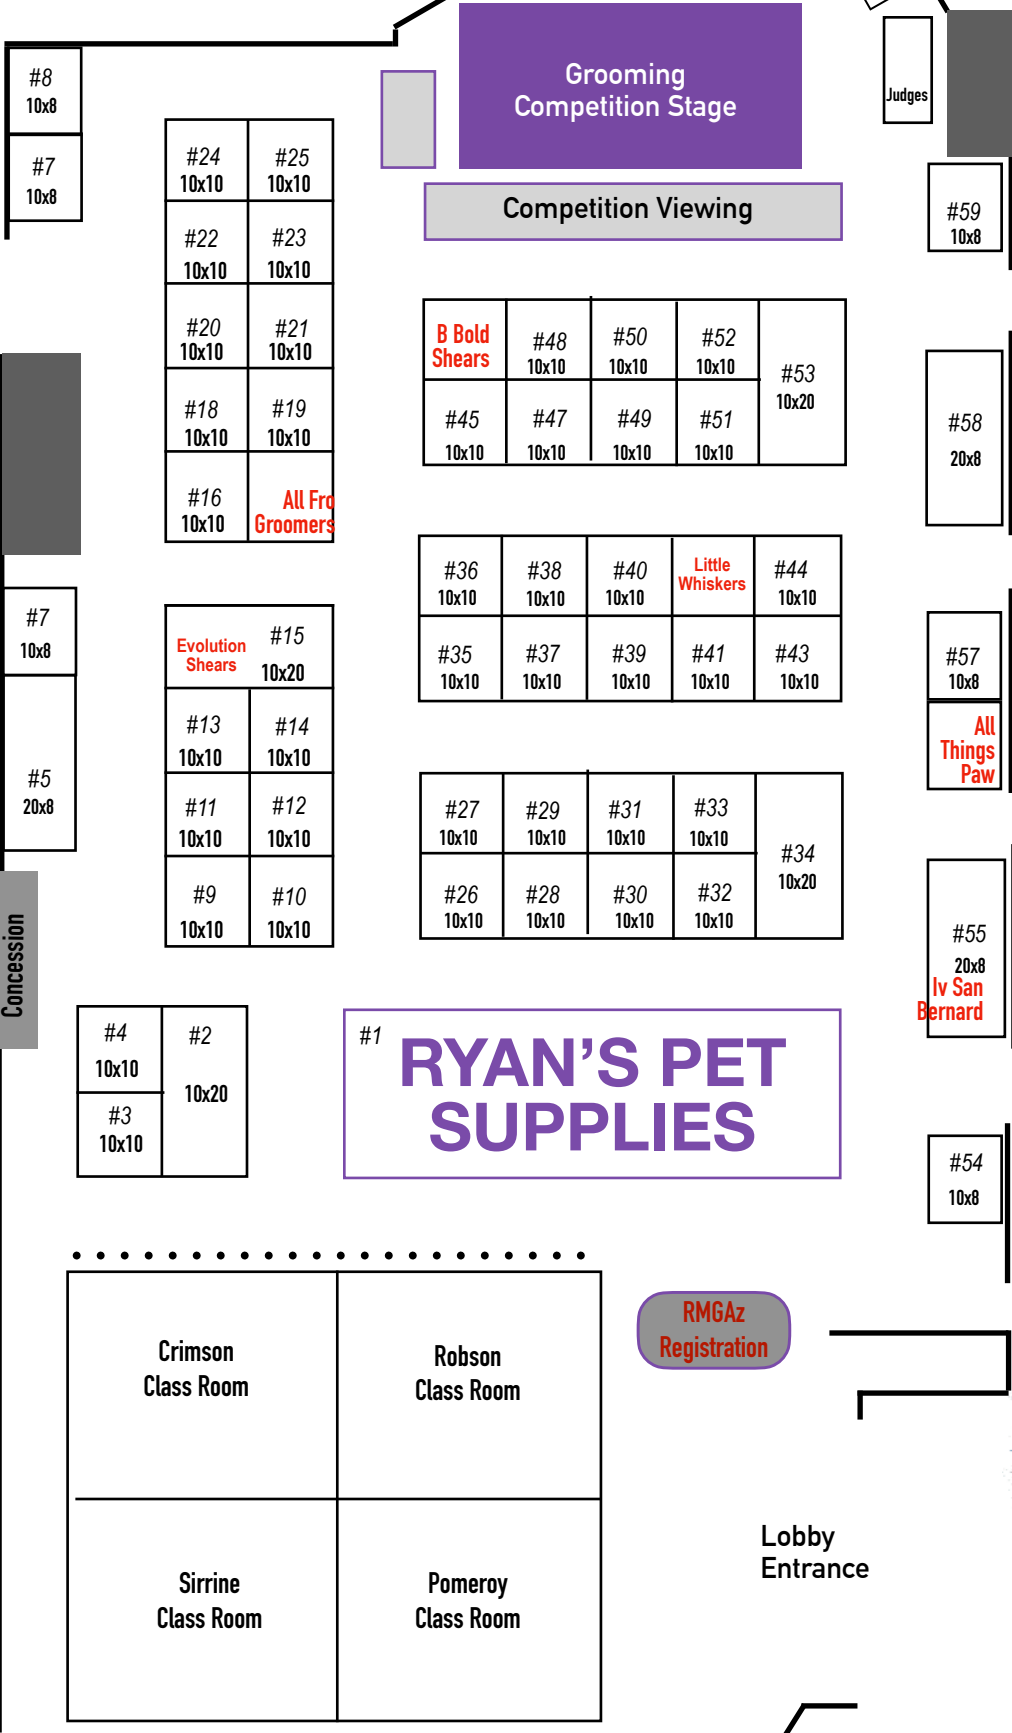 Grooming
Competition Stage
Judges
Competition Viewing
#8
10x8
#7
10x8
#24
10x10
#25
10x10
#22
10x10
#23
10x10
#20
10x10
#21
10x10
#18
10x10
#19
10x10
#16
10x10
All Fro
Groomers
#59
10x8
B Bold
Shears
#48
10x10
#50
10x10
#52
10x10
#53
10x20
#45
10x10
#47
10x10
#49
10x10
#51
10x10
#58
20x8
#36
10x10
#38
10x10
#40
10x10
Little
Whiskers
#44
10x10
#35
10x10
#37
10x10
#39
10x10
#41
10x10
#43
10x10
#7
10x8
#5
20x8
Evolution
Shears
#15
10x20
#13
10x10
#14
10x10
#11
10x10
#12
10x10
#9
10x10
#10
10x10
#57
10x8
All
Things
Paw
#27
10x10
#29
10x10
#31
10x10
#33
10x10
#34
10x20
#26
10x10
#28
10x10
#30
10x10
#32
10x10
#55
20x8
Iv San
Bernard
Concession
#4
10x10
#2
10x20
#3
10x10
#1
RYAN'S PET
SUPPLIES
#54
10x8
RMGAz
Registration
Crimson
Class Room
Robson
Class Room
Sirrine
Class Room
Pomeroy
Class Room
Lobby
Entrance